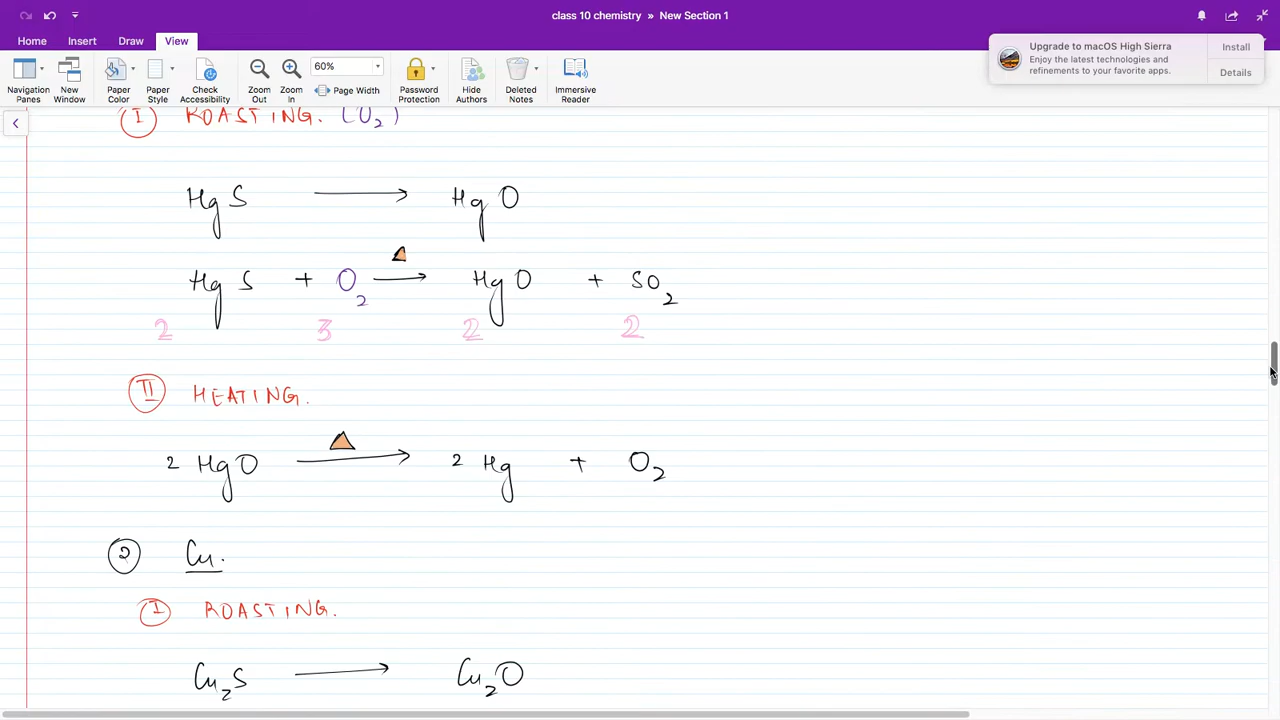 class 10 chemistry » New Section 1
Home Insert Draw View
Upgrade to macOS High Sierra
Enjoy the latest technologies and
refinements to your favorite apps.
Install
Details
Navigation Panes
New Window
Paper Color
Paper Style
Check Accessibility
Zoom Out
Zoom In
60%
Page Width
Password Protection
Hide Authors
Deleted Notes
Immersive Reader
I ROASTING. (O₂)
HgS ⟶ HgO
HgS + O₂ ⟶ HgO + SO₂
2 3 2 2
II HEATING.
2 HgO ⟶ 2 Hg + O₂
2 Cu.
I ROASTING.
Cu₂S ⟶ Cu₂O